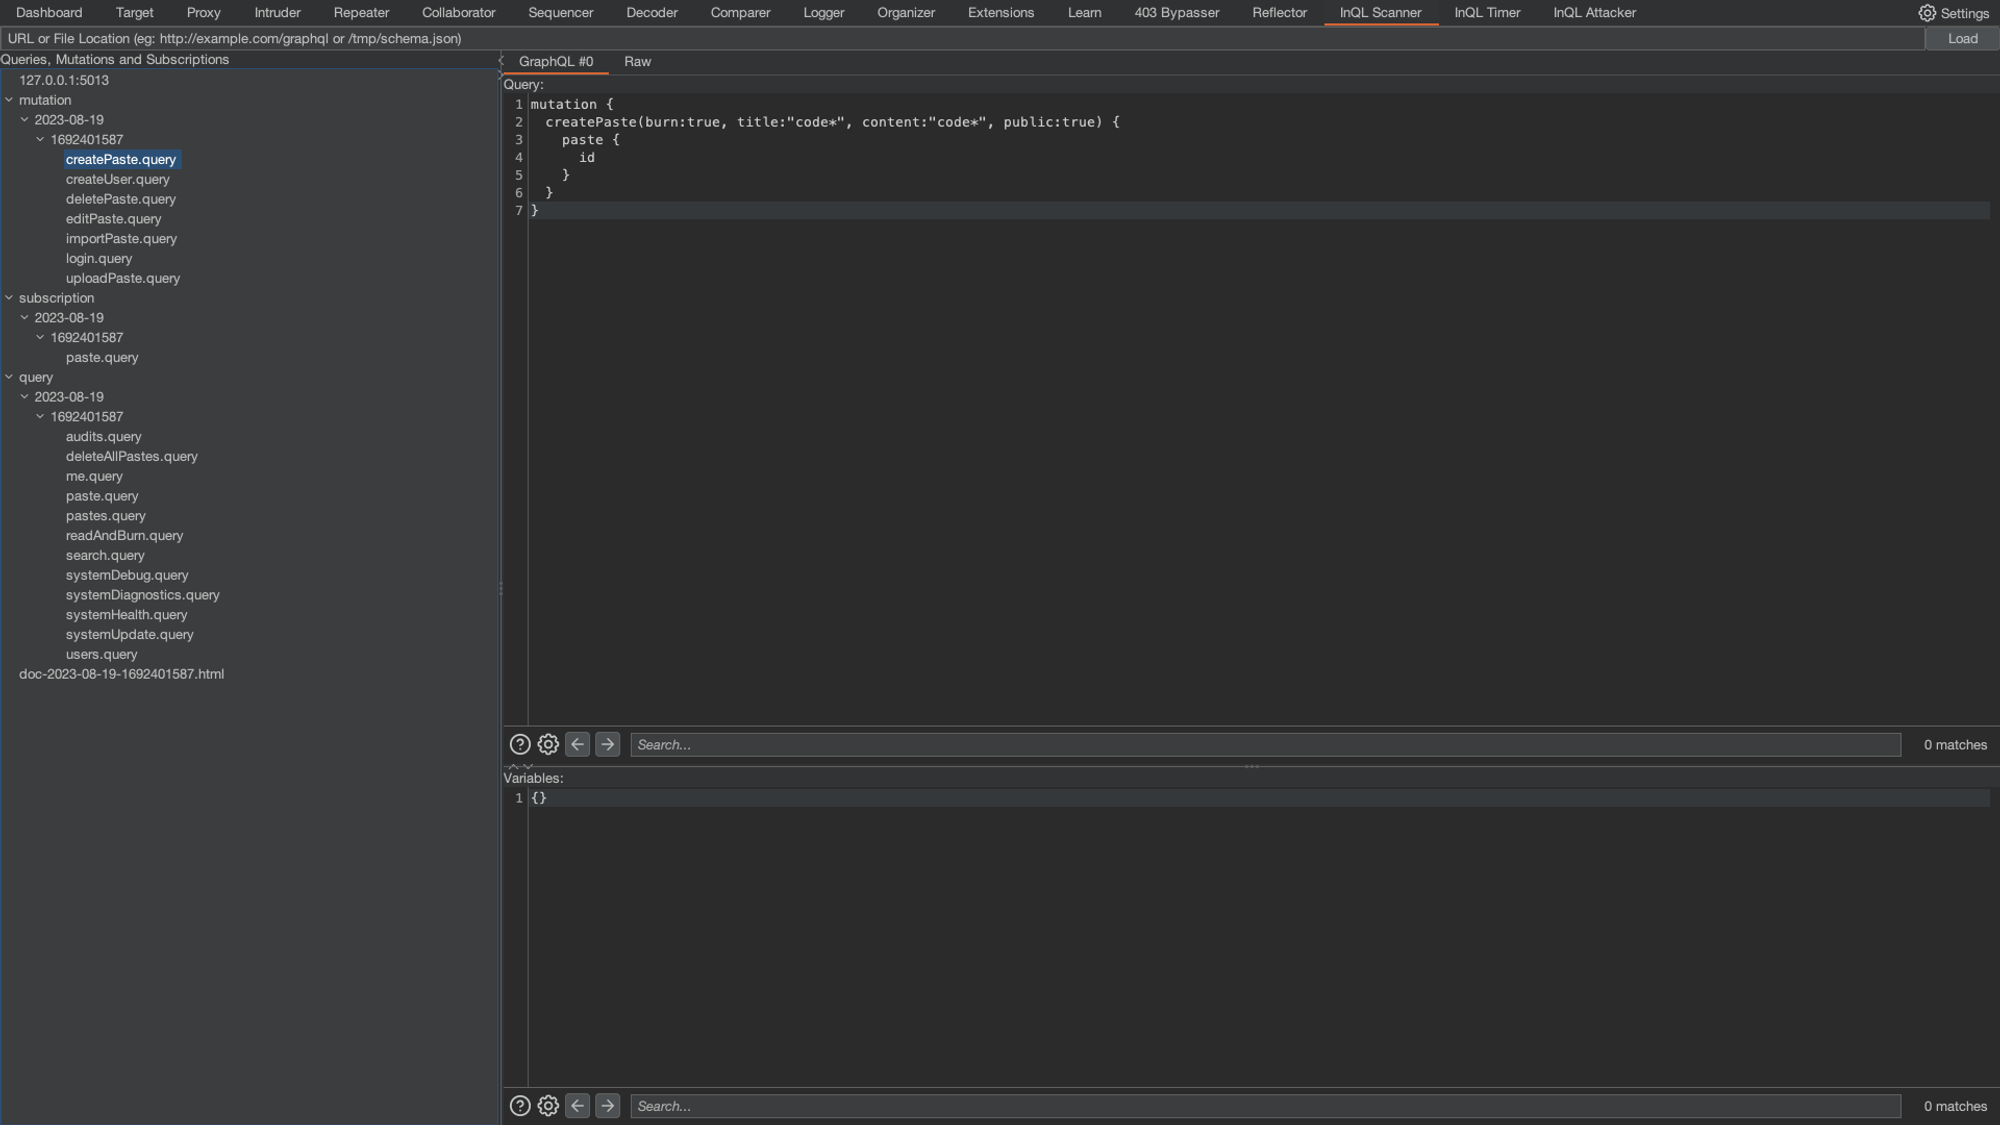 Dashboard Target Proxy Intruder Repeater Collaborator Sequencer Decoder Comparer Logger Organizer Extensions Learn 403 Bypasser Reflector InQL Scanner InQL Timer InQL Attacker Settings
URL or File Location (eg: http://example.com/graphql or /tmp/schema.json) Load
Queries, Mutations and Subscriptions
127.0.0.1:5013
mutation
2023-08-19
1692401587
createPaste.query
createUser.query
deletePaste.query
editPaste.query
importPaste.query
login.query
uploadPaste.query
subscription
2023-08-19
1692401587
paste.query
query
2023-08-19
1692401587
audits.query
deleteAllPastes.query
me.query
paste.query
pastes.query
readAndBurn.query
search.query
systemDebug.query
systemDiagnostics.query
systemHealth.query
systemUpdate.query
users.query
doc-2023-08-19-1692401587.html
GraphQL #0 Raw
Query:
1 mutation {
2 createPaste(burn:true, title:"code*", content:"code*", public:true) {
3 paste {
4 id
5 }
6 }
7 }
? Search... 0 matches
Variables:
1 {}
? Search... 0 matches